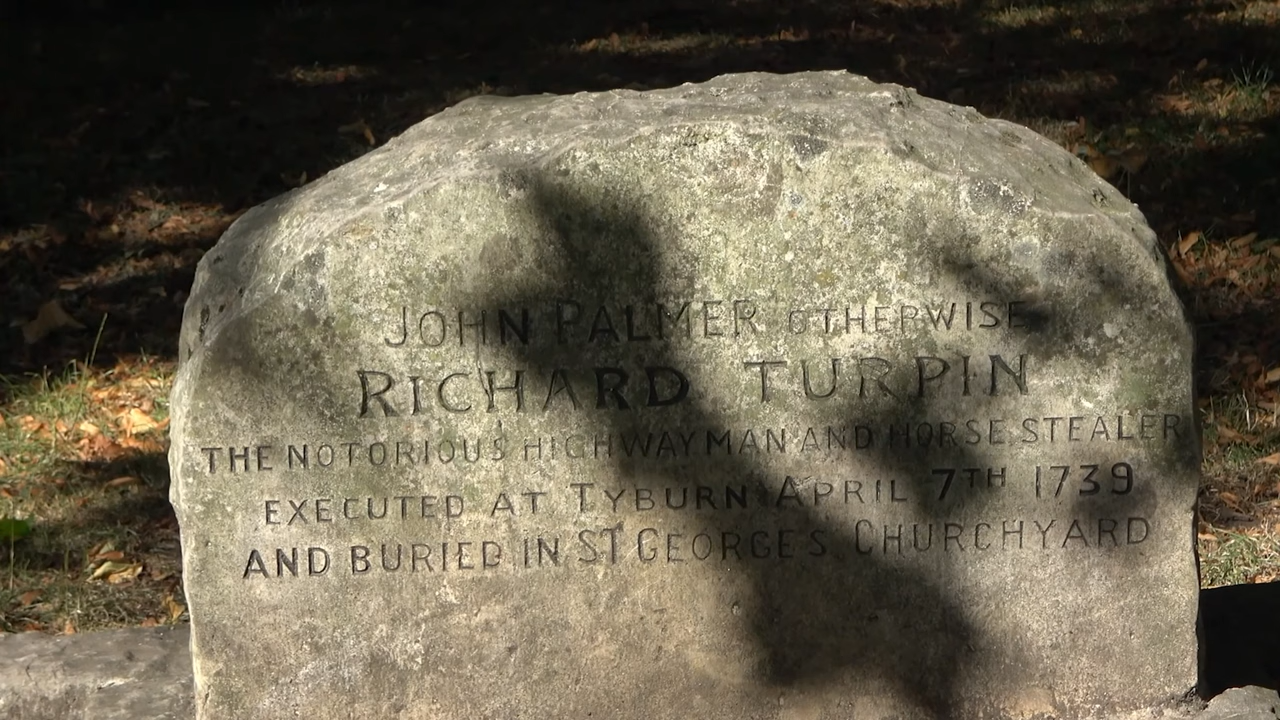 JOHN PALMER OTHERWISE
RICHARD TURPIN
THE NOTORIOUS HIGHWAYMAN AND HORSE STEALER
EXECUTED AT TYBURN APRIL 7TH 1739
AND BURIED IN ST GEORGES CHURCHYARD